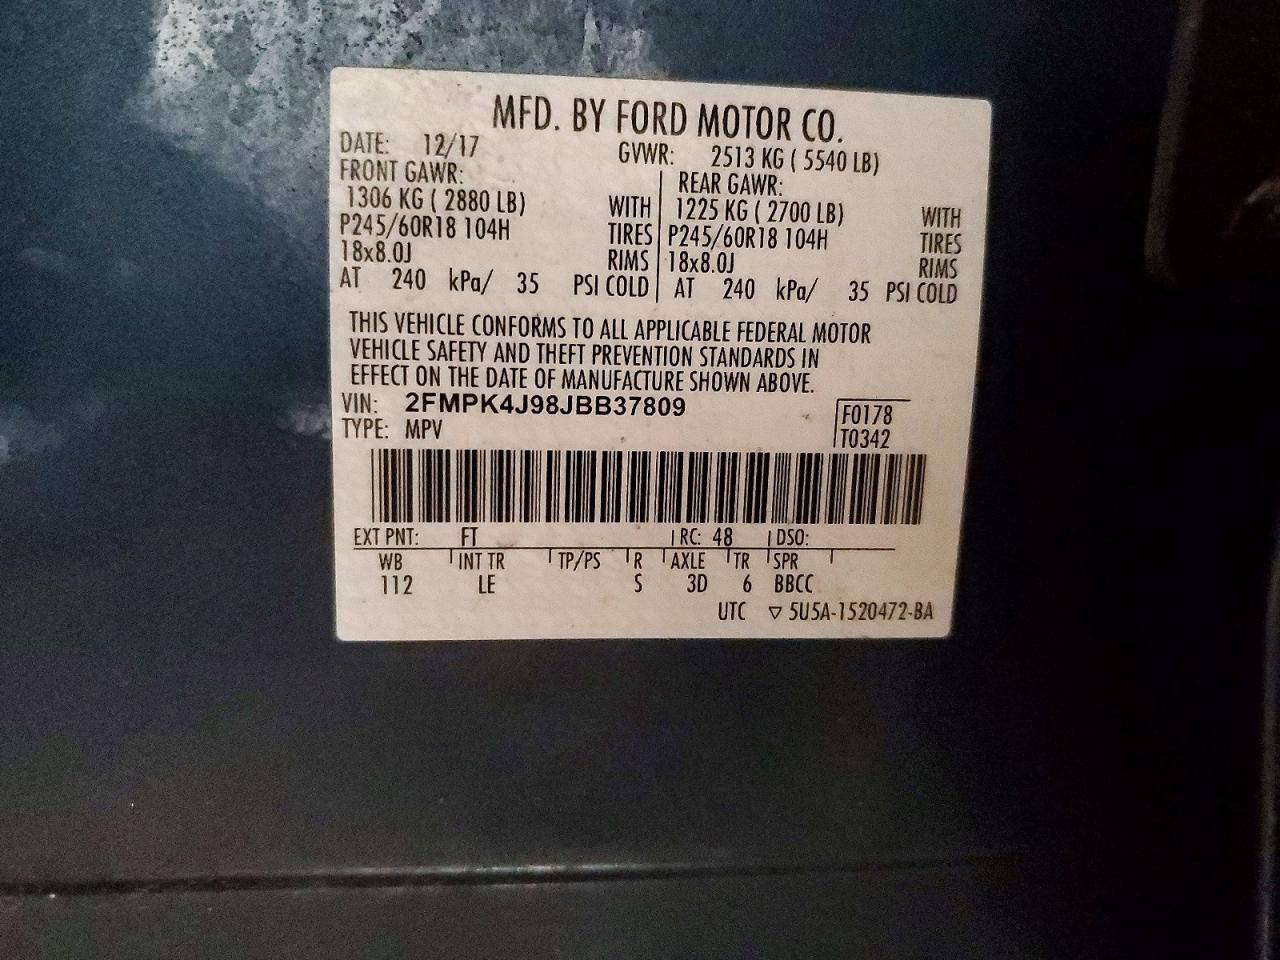 MFD. BY FORD MOTOR CO.
DATE: 12/17 GVWR: 2513 KG ( 5540 LB)
FRONT GAWR: REAR GAWR:
1306 KG ( 2880 LB) WITH 1225 KG ( 2700 LB) WITH
P245/60R18 104H TIRES P245/60R18 104H TIRES
18x8.0J RIMS 18x8.0J RIMS
AT 240 kPa/ 35 PSI COLD AT 240 kPa/ 35 PSI COLD
THIS VEHICLE CONFORMS TO ALL APPLICABLE FEDERAL MOTOR
VEHICLE SAFETY AND THEFT PREVENTION STANDARDS IN
EFFECT ON THE DATE OF MANUFACTURE SHOWN ABOVE.
VIN: 2FMPK4J98JBB37809 F0178
TYPE: MPV T0342
EXT PNT: FT RC: 48 DSO:
WB INT TR TP/PS R AXLE TR SPR
112 LE S 3D 6 BBCC
UTC ▽ 5U5A-1520472-BA